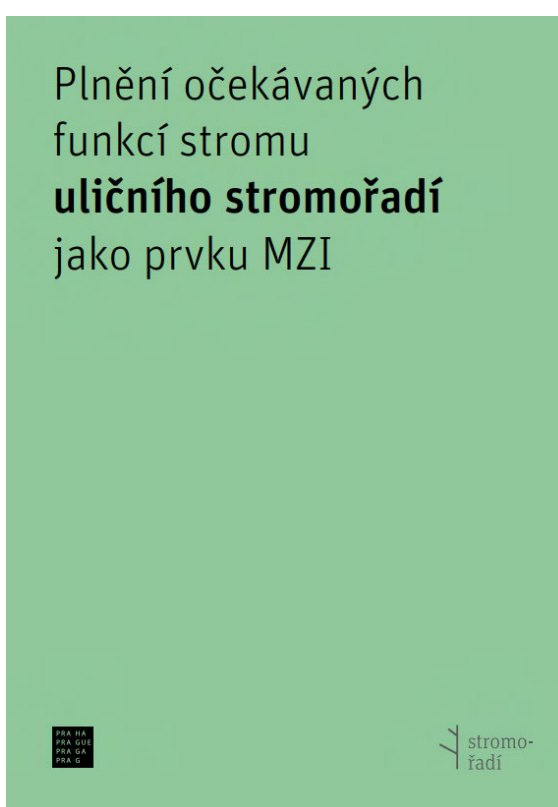 Plnění očekávaných
funkcí stromu
uličního stromořadí
jako prvku MZI
PRA HA
PRA GUE
PRA GA
PRA G
stromo-
řadí